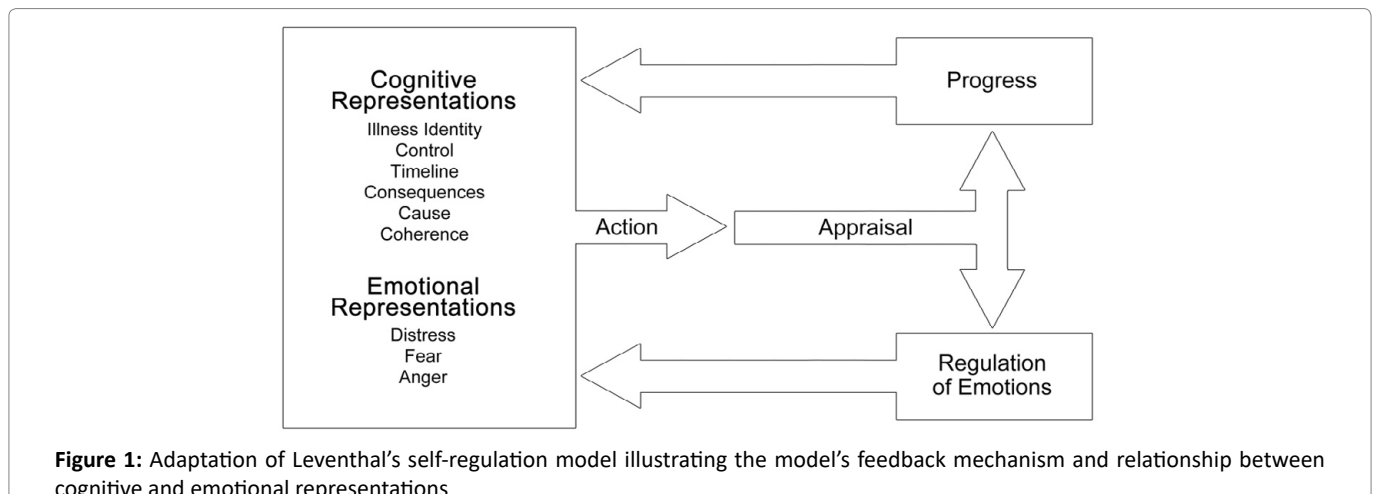 Cognitive
Representations
Illness Identity
Control
Timeline
Consequences
Cause
Coherence
Emotional
Representations
Distress
Fear
Anger
Action
Appraisal
Progress
Regulation
of Emotions
Figure 1: Adaptation of Leventhal's self-regulation model illustrating the model's feedback mechanism and relationship between
cognitive and emotional representations